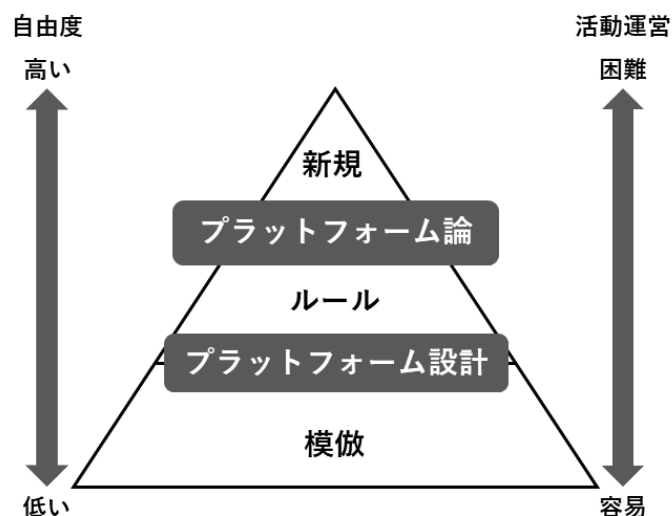 自由度
高い
活動運営
困難
新規
プラットフォーム論
ルール
プラットフォーム設計
模倣
低い
容易